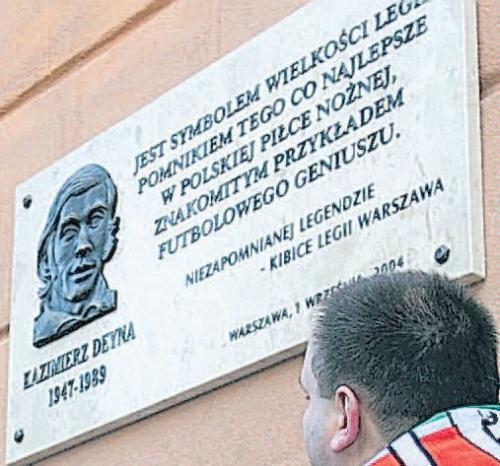 JEST SYMBOLEM WIELKOŚCI LEGII
POMNIKIEM TEGO CO NAJLEPSZE
W POLSKIEJ PIŁCE NOŻNEJ,
ZNAKOMITYM PRZYKŁADEM
FUTBOLOWEGO GENIUSZU.
NIEZAPOMNIANEJ LEGENDZIE
- KIBICE LEGII WARSZAWA
WARSZAWA, 1 WRZEŚNIA, 2004
KAZIMIERZ DEYNA
1947-1989